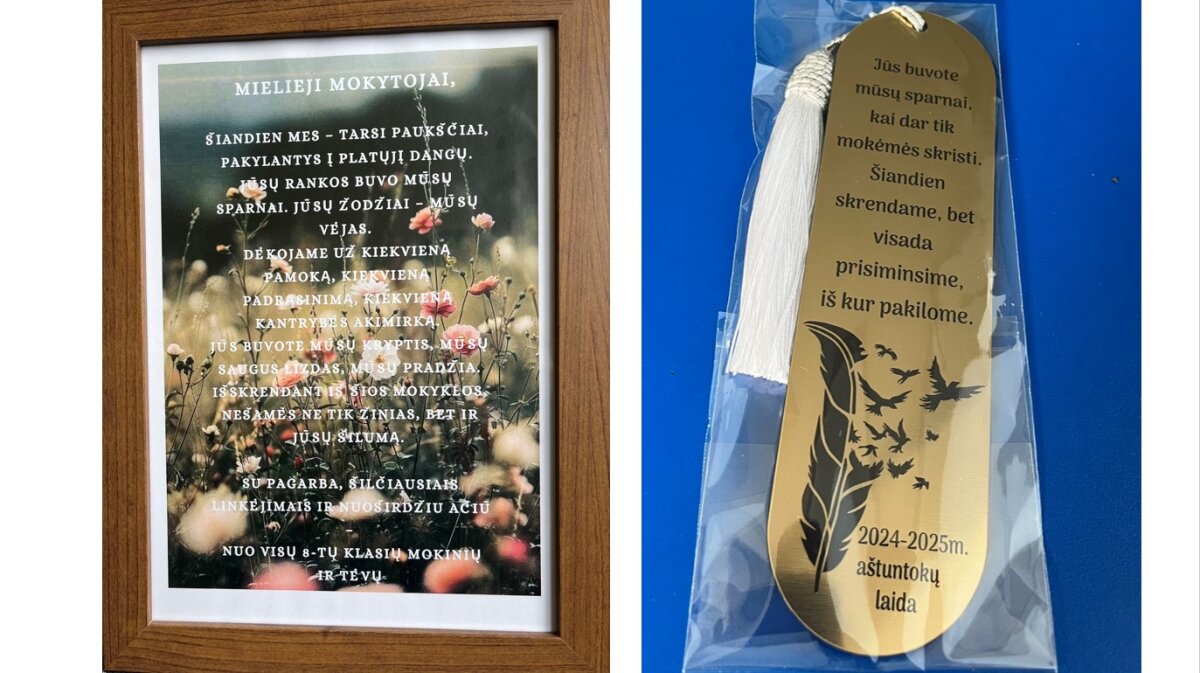 MIELIEJI MOKYTOJAI,
ŠIANDIEN MES – TARSI PAUKŠČIAI,
PAKYLANTYS Į PLATŲJĮ DANGŲ.
JŪSŲ RANKOS BUVO MŪSŲ
SPARNAI. JŪSŲ ŽODŽIAI – MŪSŲ
VĖJAS.
DĖKOJAME UŽ KIEKVIENĄ
PAMOKĄ, KIEKVIENĄ
PADRĄSINIMĄ, KIEKVIENĄ
KANTRYBĖS AKIMIRKĄ.
JŪS BUVOTE MŪSŲ KRYPTIS, MŪSŲ
SAUGUS LIZDAS, MŪSŲ PRADŽIA.
IŠSKRENDANT IŠ ŠIOS MOKYKLOS,
NEŠAMĖS NE TIK ŽINIAS, BET IR
JŪSŲ ŠILUMĄ.
SU PAGARBA, ŠILČIAUSIAIS
LINKĖJIMAIS IR NUOŠIRDŽIU AČIŪ
NUO VISŲ 8-TŲ KLASIŲ MOKINIŲ
IR TĖVŲ
Jūs buvote
mūsų sparnai,
kai dar tik
mokėmės skristi.
Šiandien
skrendame, bet
visada
prisiminsime,
iš kur pakilome.
2024-2025m.
aštuntokų
laida